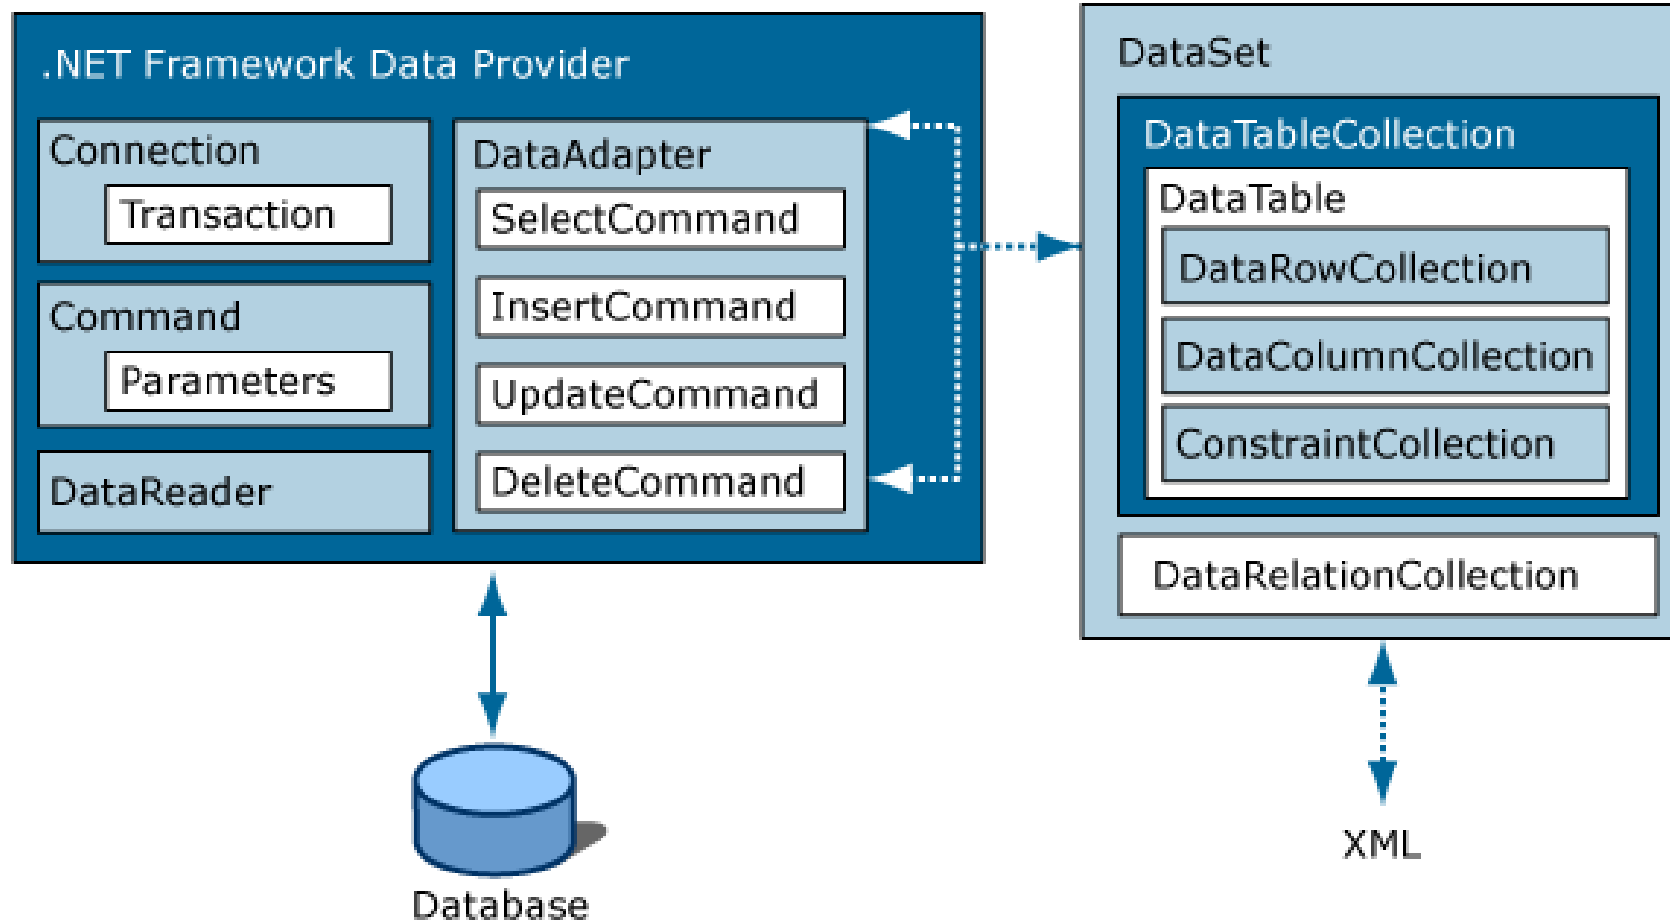 .NET Framework Data Provider
Connection
Transaction
Command
Parameters
DataReader
DataAdapter
SelectCommand
InsertCommand
UpdateCommand
DeleteCommand
Database
DataSet
DataTableCollection
DataTable
DataRowCollection
DataColumnCollection
ConstraintCollection
DataRelationCollection
XML